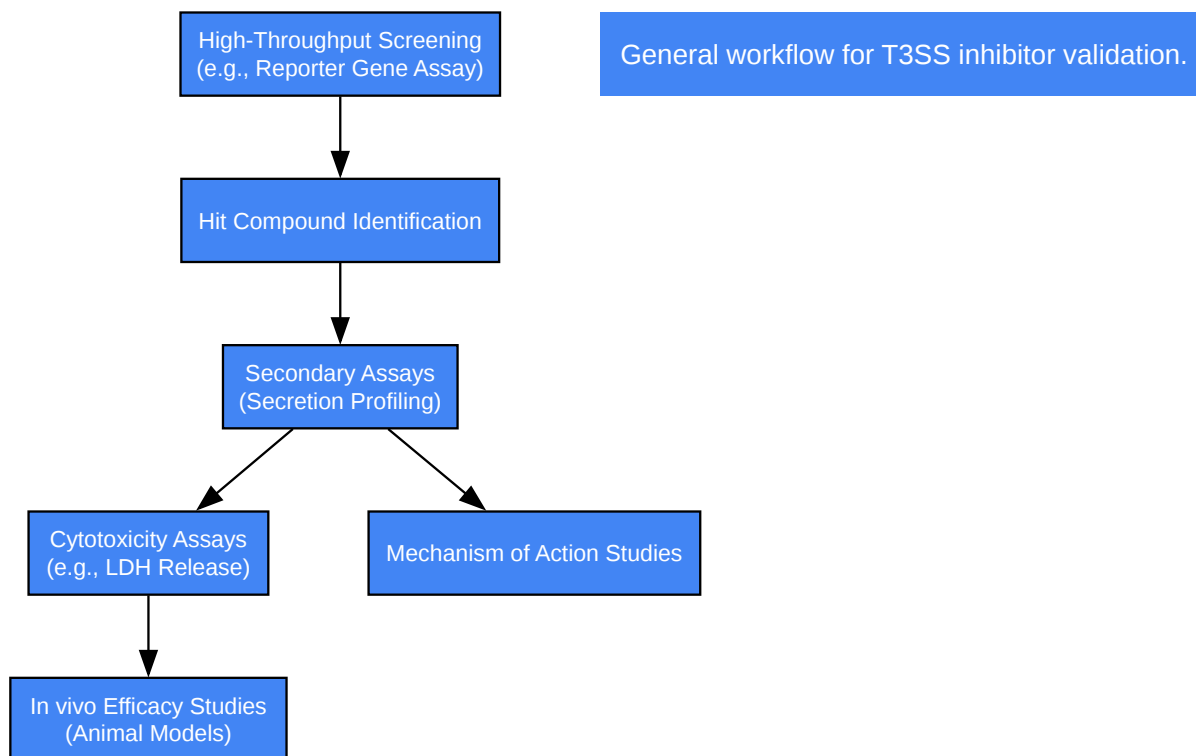 High-Throughput Screening
(e.g., Reporter Gene Assay)
General workflow for T3SS inhibitor validation.
Hit Compound Identification
Secondary Assays
(Secretion Profiling)
Cytotoxicity Assays
(e.g., LDH Release)
Mechanism of Action Studies
In vivo Efficacy Studies
(Animal Models)